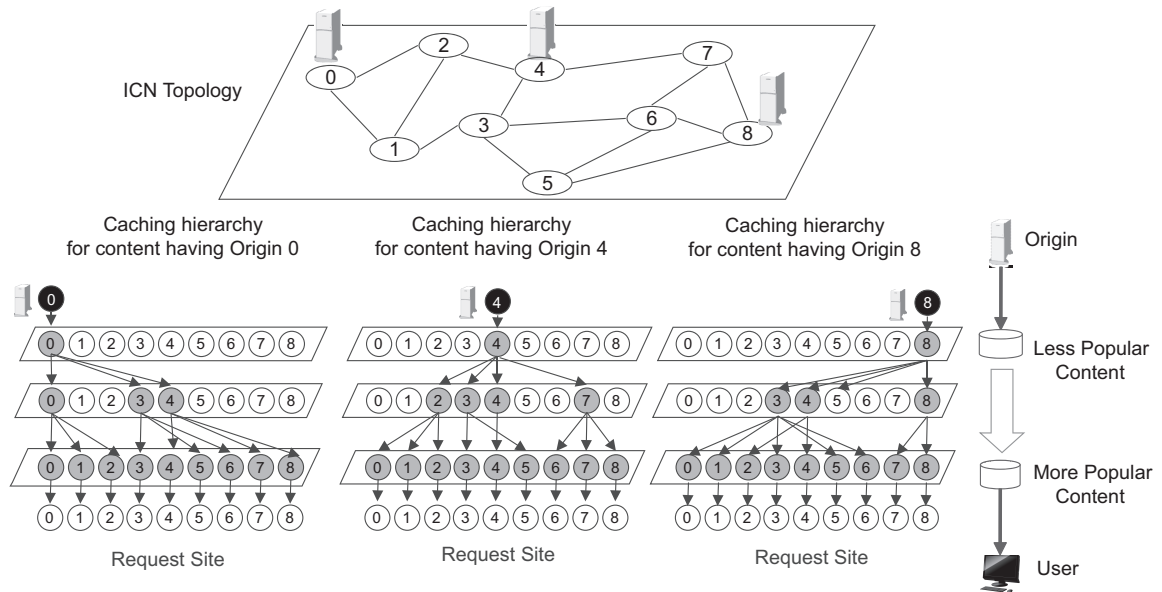 0
2
4
7
ICN Topology
3
6
8
1
5
Caching hierarchy
for content having Origin 0
Caching hierarchy
for content having Origin 4
Caching hierarchy
for content having Origin 8
Origin
0
4
8
0 1 2 3 4 5 6 7 8
0 1 2 3 4 5 6 7 8
0 1 2 3 4 5 6 7 8
Less Popular
Content
0 1 2 3 4 5 6 7 8
0 1 2 3 4 5 6 7 8
0 1 2 3 4 5 6 7 8
0 1 2 3 4 5 6 7 8
0 1 2 3 4 5 6 7 8
0 1 2 3 4 5 6 7 8
More Popular
Content
0 1 2 3 4 5 6 7 8
0 1 2 3 4 5 6 7 8
0 1 2 3 4 5 6 7 8
Request Site
Request Site
Request Site
User